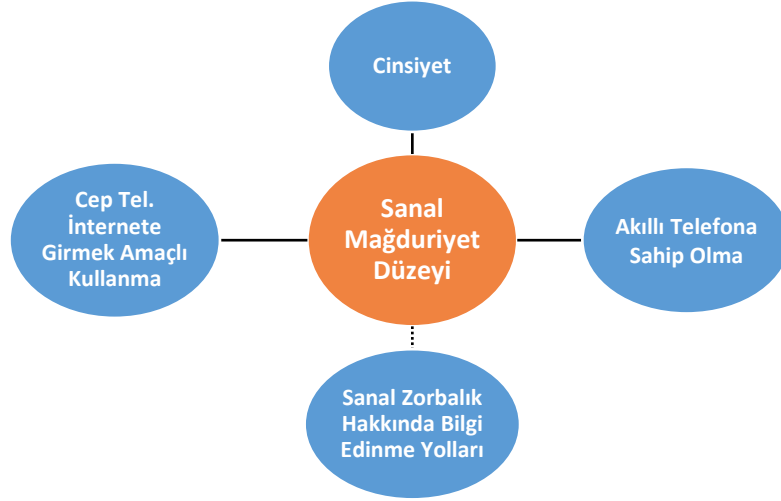 Cinsiyet
Cep Tel.
İnternete
Girmek Amaçlı
Kullanma
Sanal
Mağduriyet
Düzeyi
Akıllı Telefona
Sahip Olma
Sanal Zorbalık
Hakkında Bilgi
Edinme Yolları